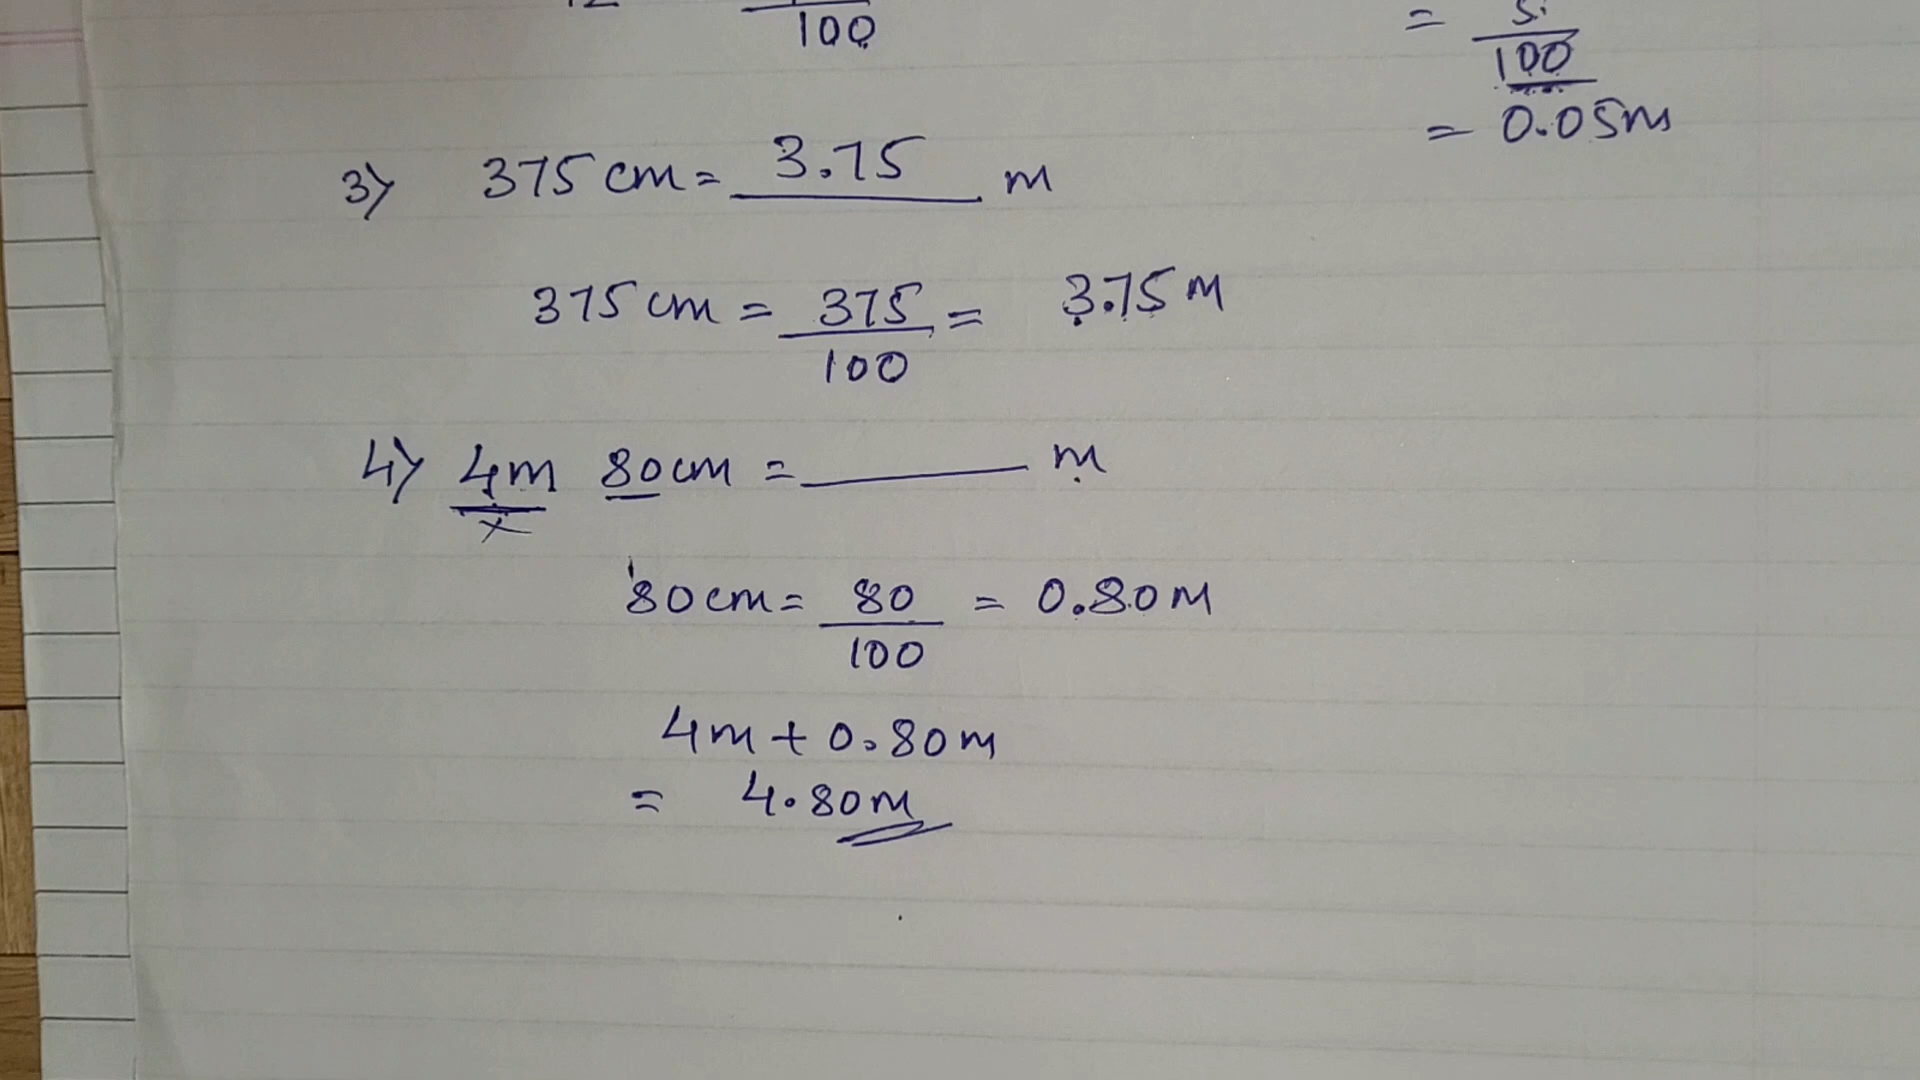 100
= 5
100
= 0.05m
3) 375 cm = 3.75 m
375 cm = 375 = 3.75 m
100
4) 4m 80cm = ______ m
x
80cm = 80 = 0.80m
100
4m + 0.80m
= 4.80m